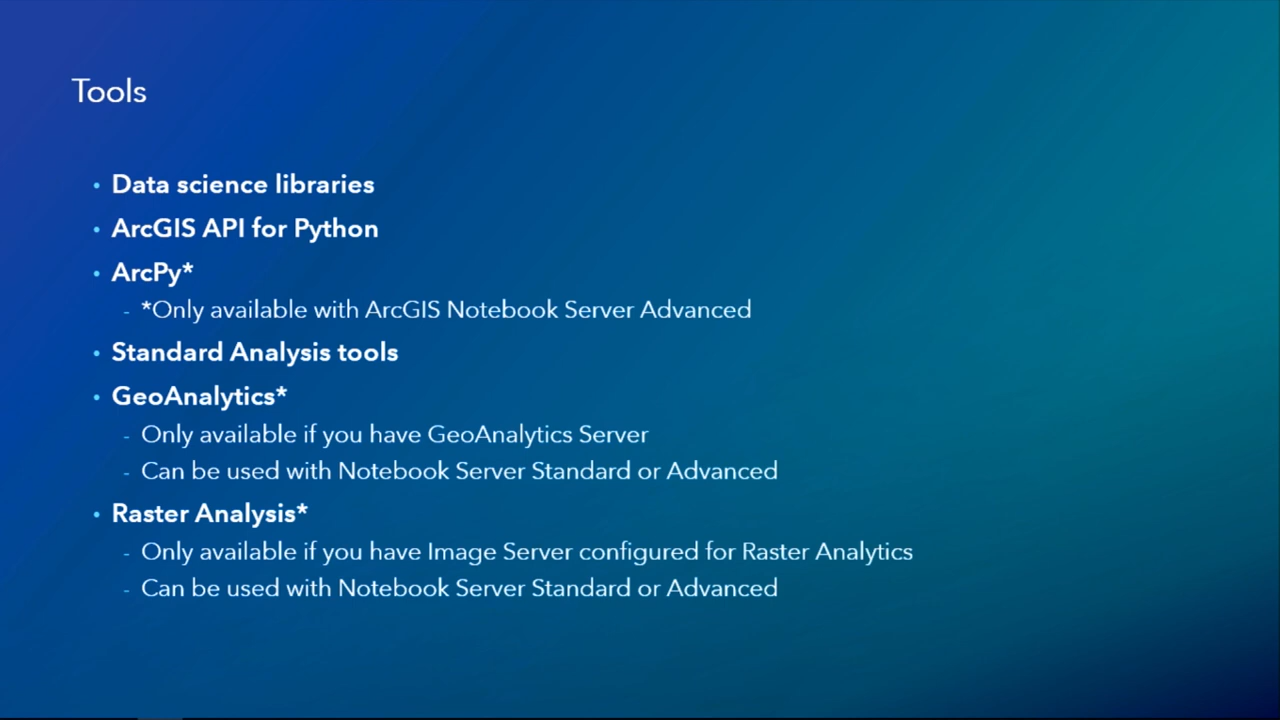 Tools
• Data science libraries
• ArcGIS API for Python
• ArcPy*
- *Only available with ArcGIS Notebook Server Advanced
• Standard Analysis tools
• GeoAnalytics*
- Only available if you have GeoAnalytics Server
- Can be used with Notebook Server Standard or Advanced
• Raster Analysis*
- Only available if you have Image Server configured for Raster Analytics
- Can be used with Notebook Server Standard or Advanced